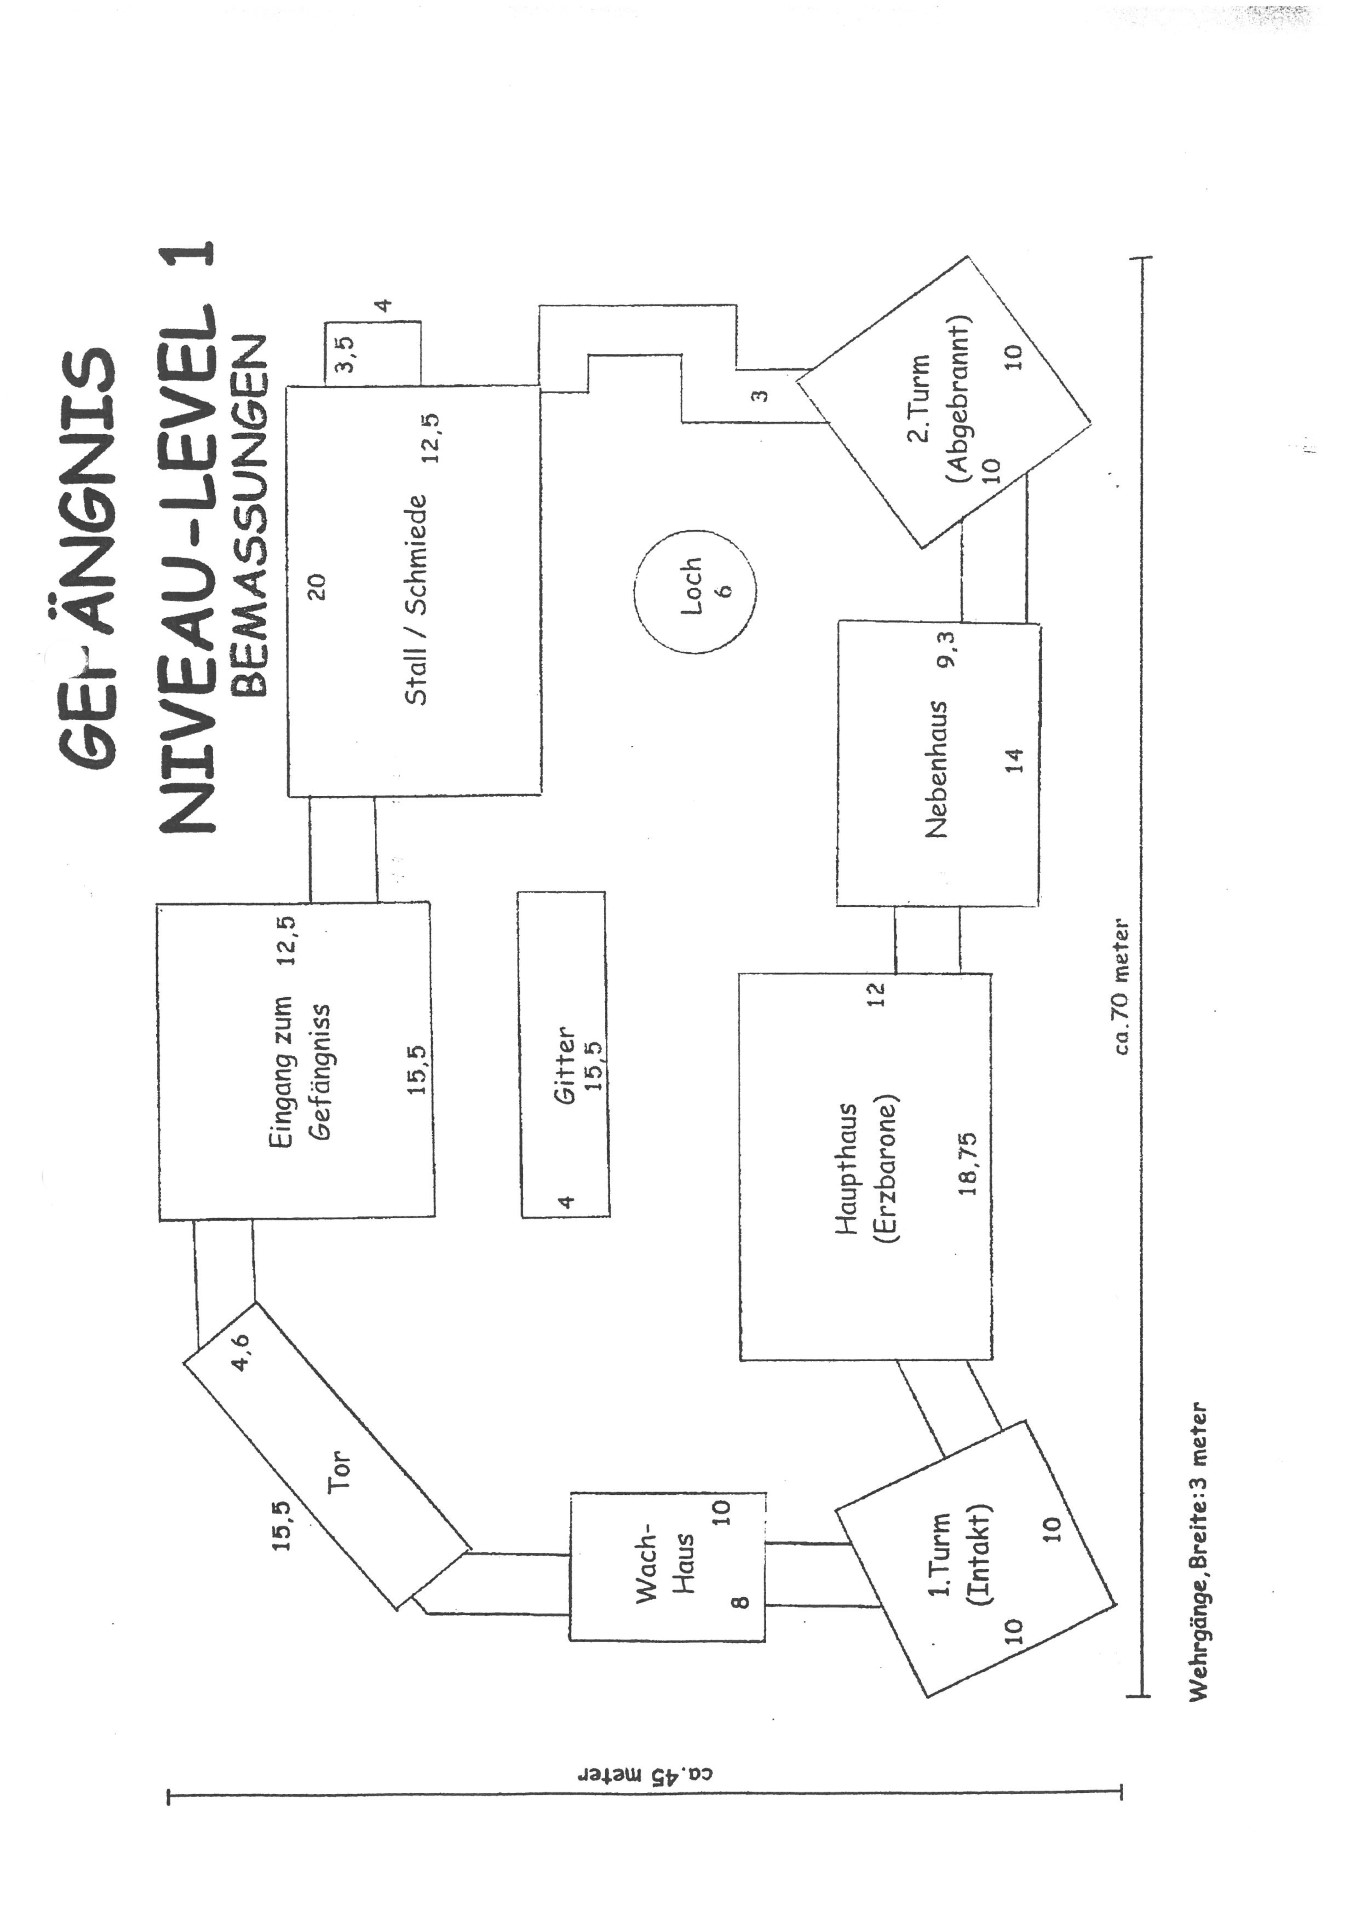 GEFÄNGNIS
NIVEAU-LEVEL 1
BEMASSUNGEN
15,5
4,6
Tor
Eingang zum
Gefängniss
12,5
15,5
20
Stall / Schmiede
12,5
3,5
4
Gitter
15,5
4
Loch
6
3
Wach-
Haus
10
8
Haupthaus
(Erzbarone)
12
18,75
Nebenhaus
9,3
14
2.Turm
(Abgebrannt)
10
10
1.Turm
(Intakt)
10
10
ca.70 meter
ca.45 meter
Wehrgänge,Breite:3 meter